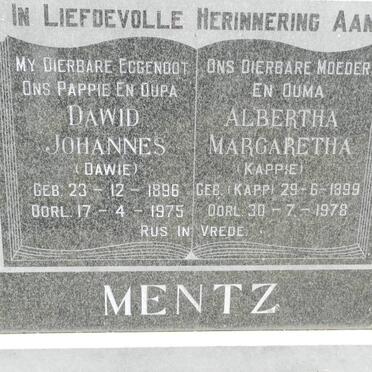 IN LIEFDEVOLLE HERINNERING AAN
MY DIERBARE EGGENOOT
ONS PAPPIE EN OUPA
DAWID
JOHANNES
(DAWIE)
GEB. 23 - 12 - 1896
OORL. 17 - 4 - 1975
ONS DIERBARE MOEDER
EN OUMA
ALBERTHA
MARGARETHA
(KAPPIE)
GEB. (KAPP) 29-6-1899
OORL. 30 - 7 - 1978
RUS IN VREDE.
MENTZ